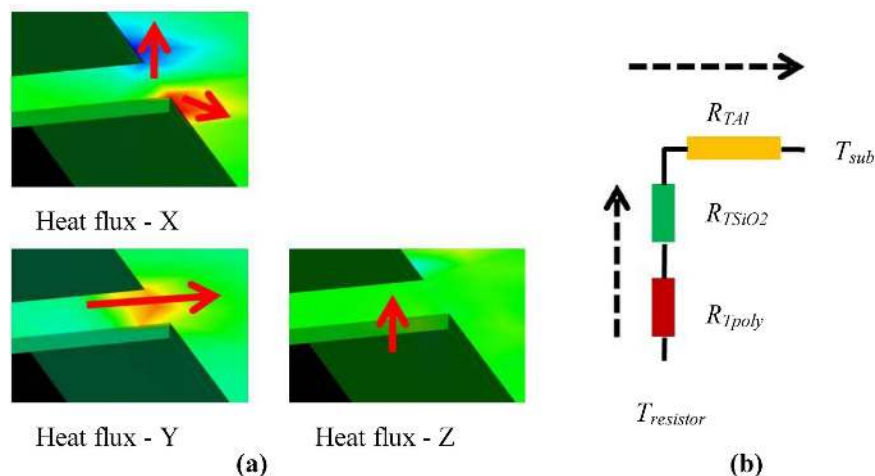 Heat flux - X
Heat flux - Y
Heat flux - Z
(a)
R_TAl
T_sub
R_TSiO2
R_Tpoly
T_resistor
(b)